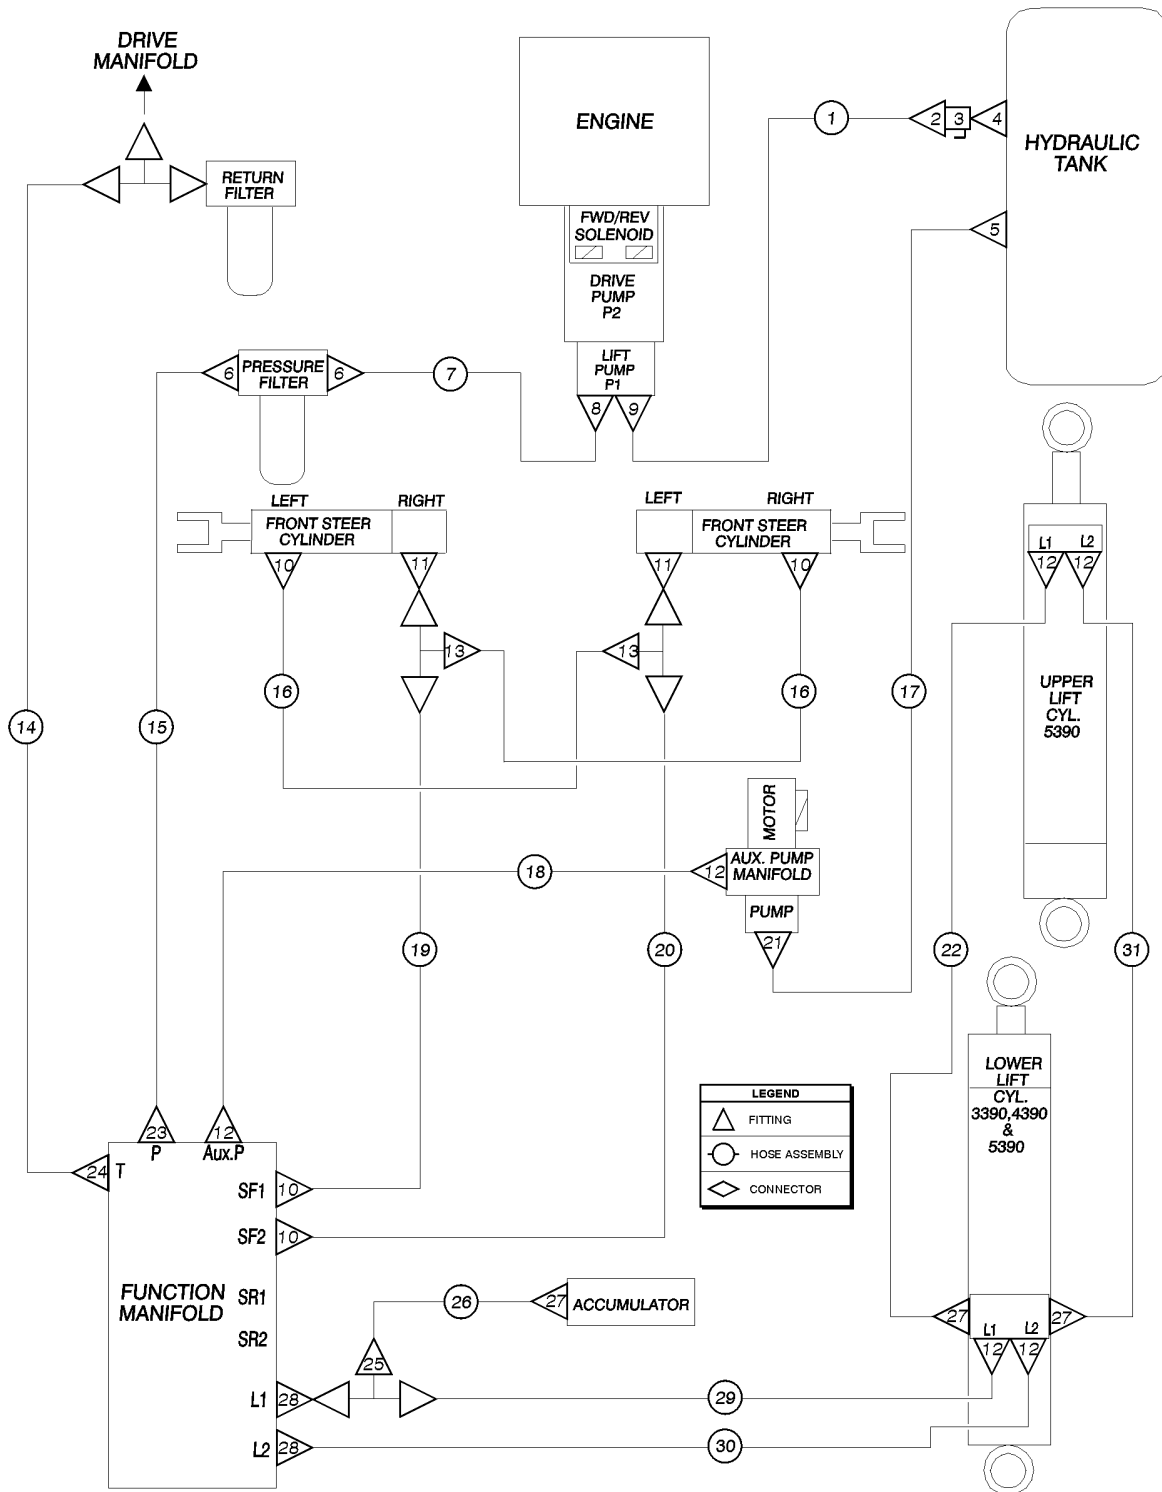 DRIVE
MANIFOLD
ENGINE
1
2
3
4
HYDRAULIC
TANK
RETURN
FILTER
FWD/REV
SOLENOID
5
DRIVE
PUMP
P2
PRESSURE
FILTER
6
6
7
LIFT
PUMP
P1
8
9
LEFT
RIGHT
FRONT STEER
CYLINDER
10
11
LEFT
RIGHT
FRONT STEER
CYLINDER
11
10
L1
L2
12
12
13
13
16
16
17
UPPER
LIFT
CYL.
5390
14
15
MOTOR
AUX. PUMP
MANIFOLD
12
18
PUMP
21
19
20
22
31
LOWER
LIFT
CYL.
3390,4390
&
5390
LEGEND
FITTING
HOSE ASSEMBLY
CONNECTOR
23
12
P
Aux.P
24
T
SF1
10
SF2
10
FUNCTION
MANIFOLD
SR1
SR2
26
27
ACCUMULATOR
27
27
L1
L2
12
12
25
L1
28
29
L2
28
30